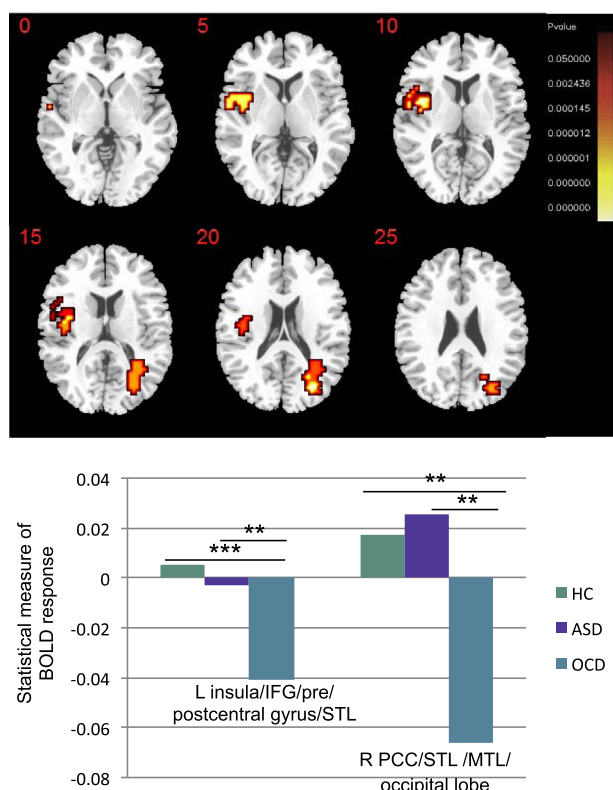 0
5
10
Pvalue
0.050000
0.002436
0.000145
0.000012
0.000001
0.000000
0.000000
15
20
25
0.04
0.02
0
-0.02
-0.04
-0.06
-0.08
Statistical measure of
BOLD response
**
***
**
**
L insula/IFG/pre/
postcentral gyrus/STL
R PCC/STL /MTL/
occipital lobe
HC
ASD
OCD